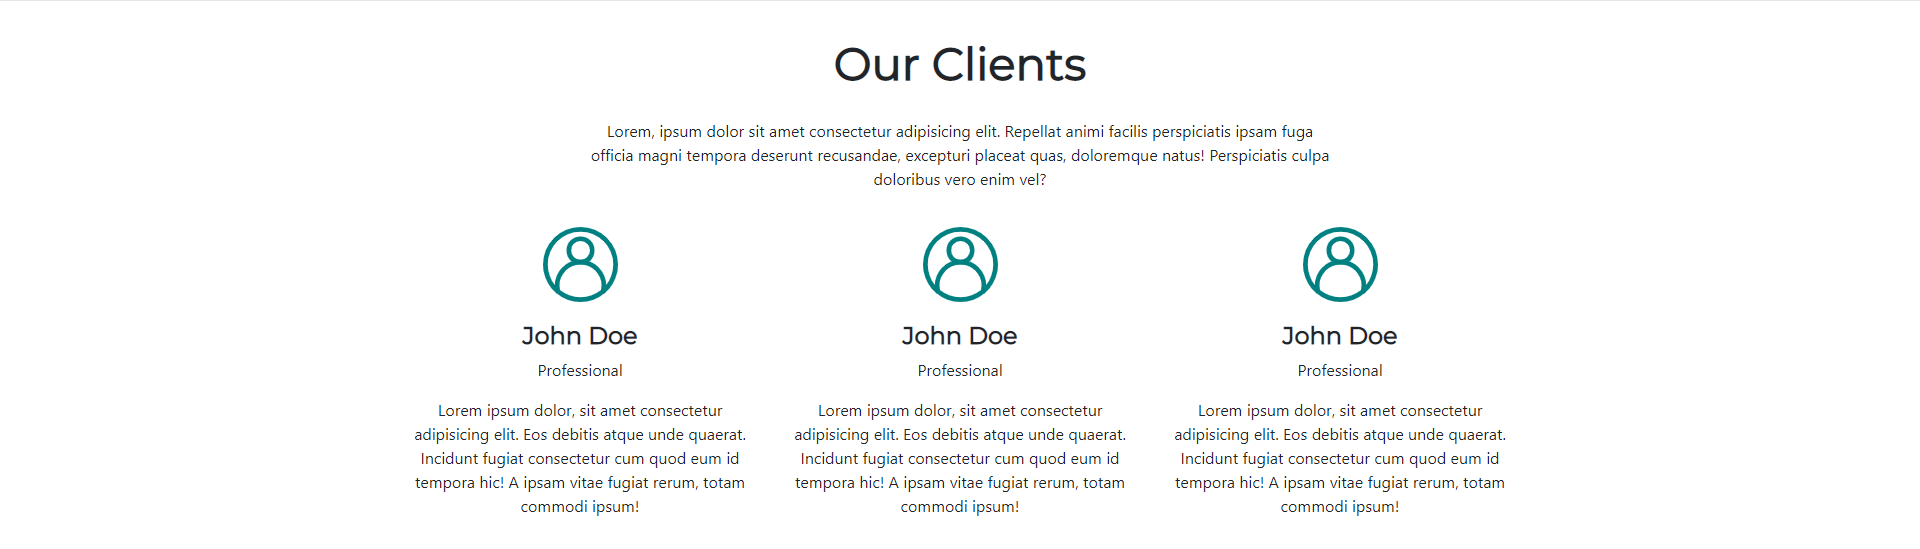 Our Clients
Lorem, ipsum dolor sit amet consectetur adipisicing elit. Repellat animi facilis perspiciatis ipsam fuga
officia magni tempora deserunt recusandae, excepturi placeat quas, doloremque natus! Perspiciatis culpa
doloribus vero enim vel?
John Doe
Professional
Lorem ipsum dolor, sit amet consectetur
adipisicing elit. Eos debitis atque unde quaerat.
Incidunt fugiat consectetur cum quod eum id
tempora hic! A ipsam vitae fugiat rerum, totam
commodi ipsum!
John Doe
Professional
Lorem ipsum dolor, sit amet consectetur
adipisicing elit. Eos debitis atque unde quaerat.
Incidunt fugiat consectetur cum quod eum id
tempora hic! A ipsam vitae fugiat rerum, totam
commodi ipsum!
John Doe
Professional
Lorem ipsum dolor, sit amet consectetur
adipisicing elit. Eos debitis atque unde quaerat.
Incidunt fugiat consectetur cum quod eum id
tempora hic! A ipsam vitae fugiat rerum, totam
commodi ipsum!